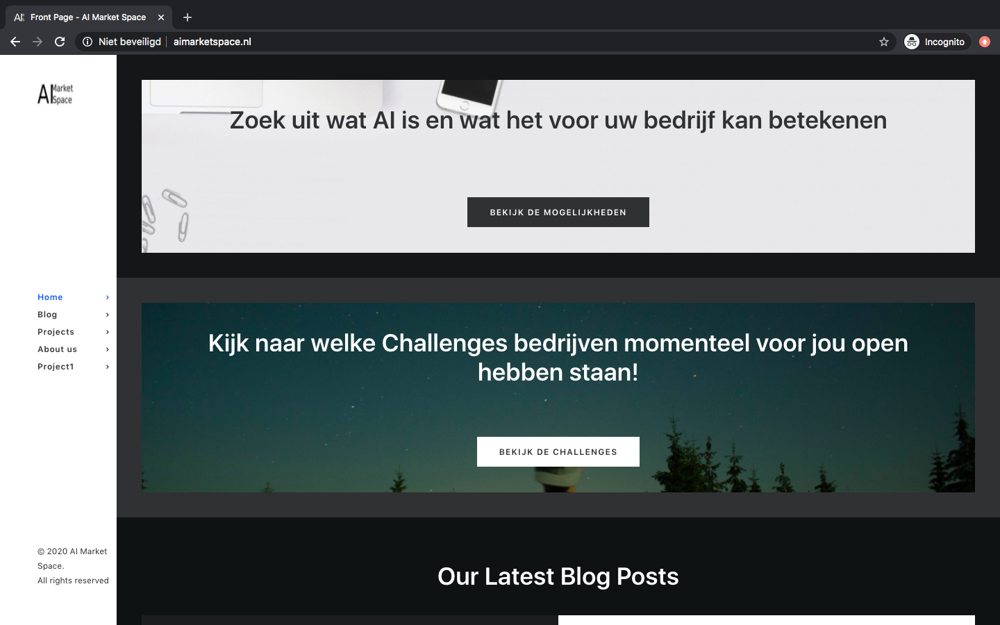 Front Page - AI Market Space
Niet beveiligd
aimarketspace.nl
Incognito
AI Market
Space
Home
Blog
Projects
About us
Project1
© 2020 AI Market
Space.
All rights reserved
Zoek uit wat AI is en wat het voor uw bedrijf kan betekenen
BEKIJK DE MOGELIJKHEDEN
Kijk naar welke Challenges bedrijven momenteel voor jou open
hebben staan!
BEKIJK DE CHALLENGES
Our Latest Blog Posts